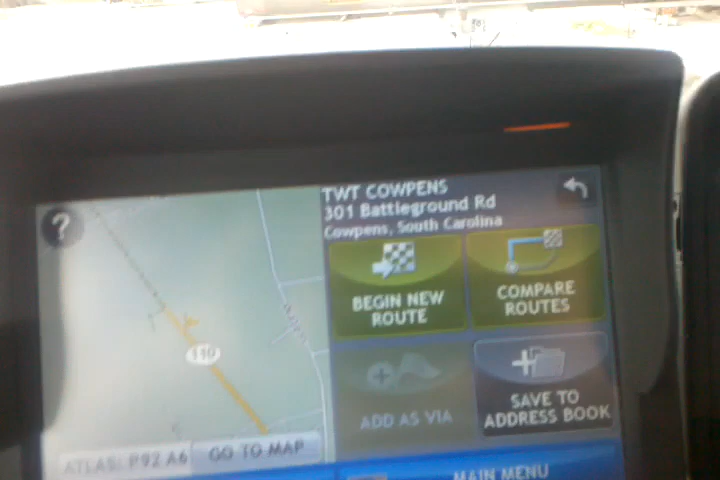 ?
TWT COWPENS
301 Battleground Rd
Cowpens, South Carolina
BEGIN NEW
ROUTE
COMPARE
ROUTES
110
ADD AS VIA
SAVE TO
ADDRESS BOOK
ATLAS: P92 A6
GO TO MAP
MAIN MENU